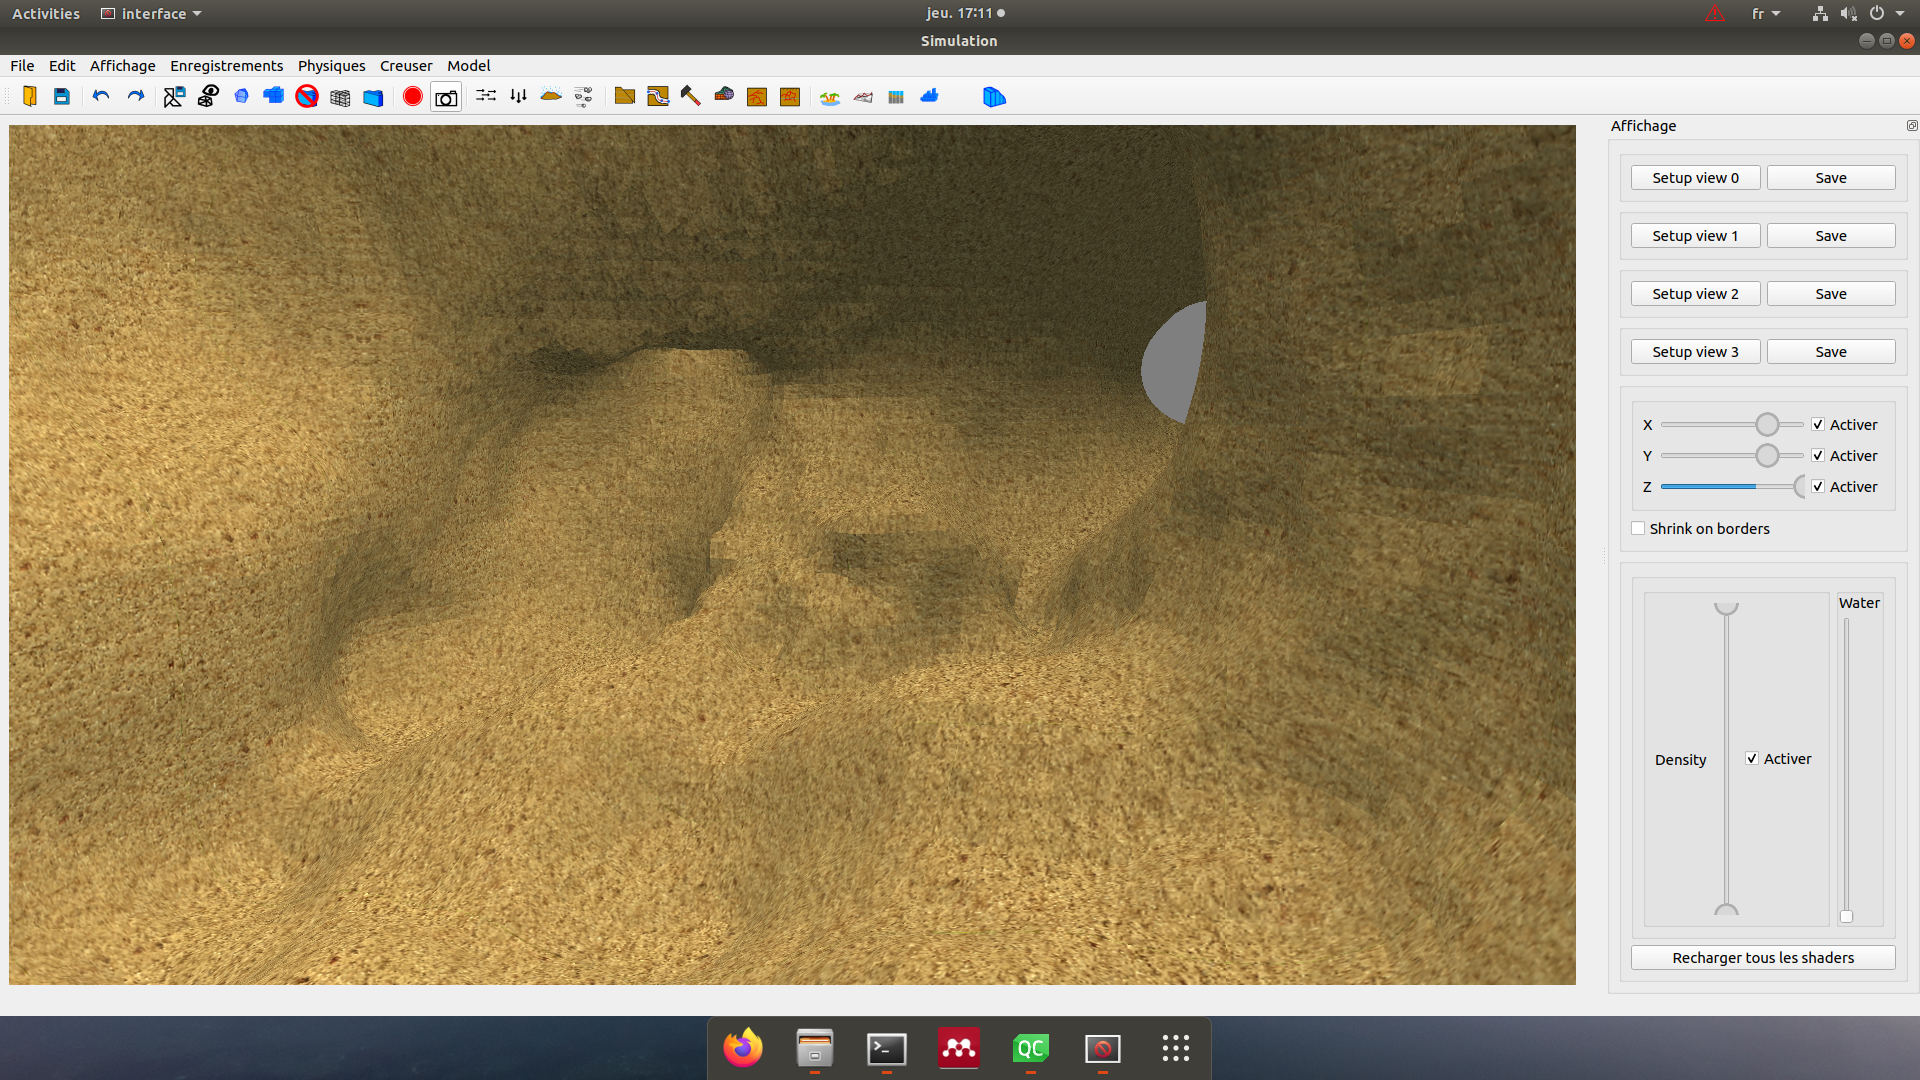 Activities interface jeu. 17:11 fr
Simulation
File Edit Affichage Enregistrements Physiques Creuser Model
Affichage
Setup view 0 Save
Setup view 1 Save
Setup view 2 Save
Setup view 3 Save
X Activer
Y Activer
Z Activer
Shrink on borders
Water
Density Activer
Recharger tous les shaders
QC